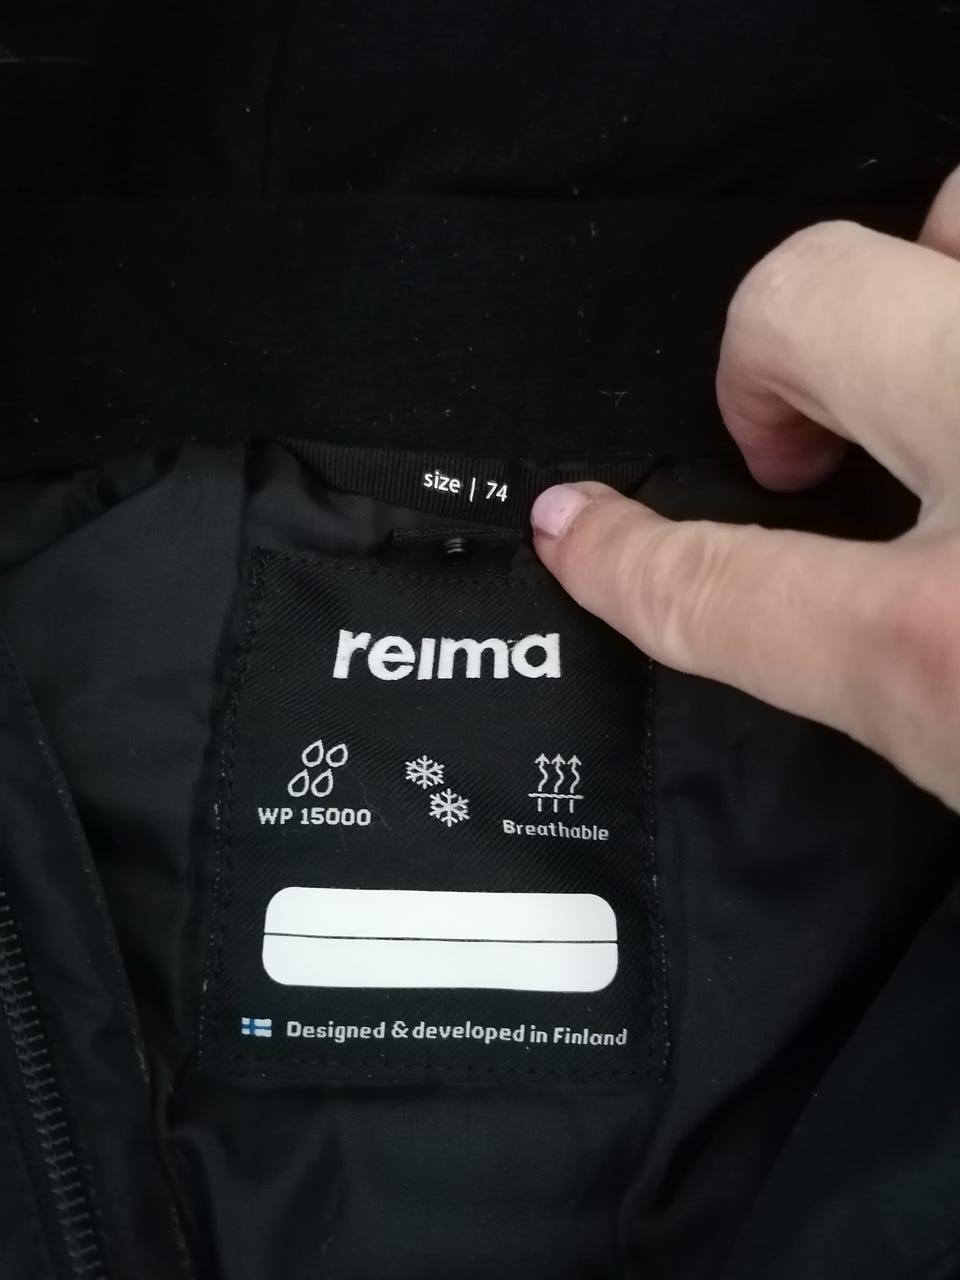 size | 74
reima
WP 15000
Breathable
Designed & developed in Finland